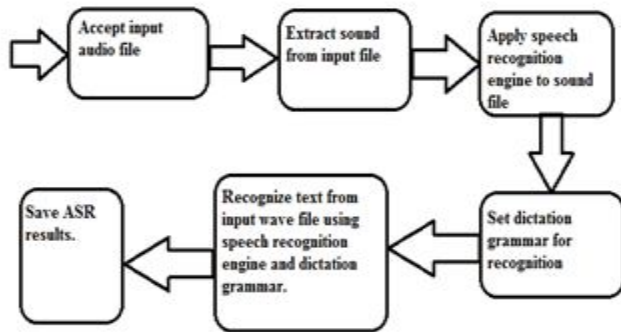 Accept input
audio file
Extract sound
from input file
Apply speech
recognition
engine to sound
file
Set dictation
grammar for
recognition
Recognize text from
input wave file using
speech recognition
engine and dictation
grammar.
Save ASR
results.